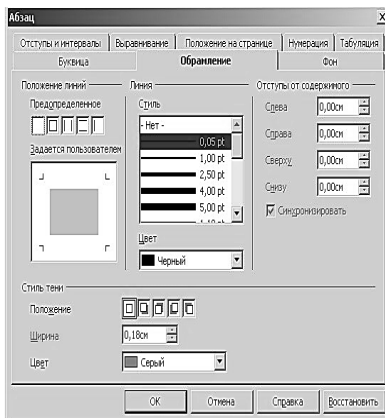 Абзац X
Отступы и интервалы Выравнивание Положение на странице Нумерация Табуляция
Буквица Обрамление Фон
Положение линий Линия Отступы от содержимого
Предопределенное Стиль Слева 0,00см
- Нет -
0,05 pt Справа 0,00см
Задается пользователем 1,00 pt Сверху 0,00см
2,50 pt
4,00 pt Снизу 0,00см
5,00 pt Синхронизировать
Цвет
Черный
Стиль тени
Положение
Ширина 0,18см
Цвет Серый
ОК Отмена Справка Восстановить